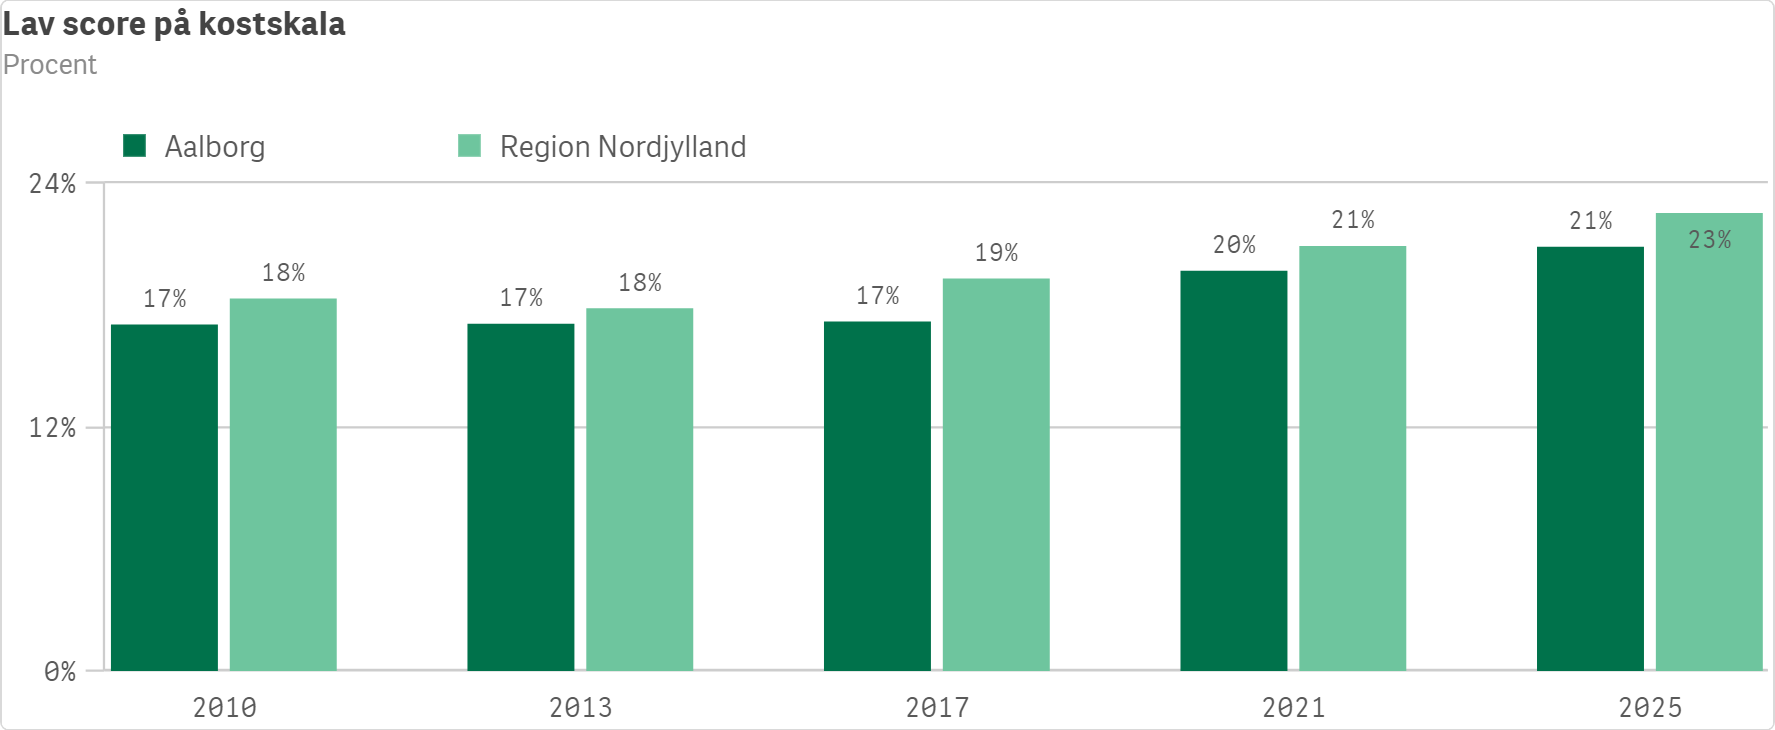 Lav score på kostskala
Procent
Aalborg Region Nordjylland
24%
12%
0%
17% 18% 17% 18% 17% 19% 20% 21% 21% 23%
2010 2013 2017 2021 2025